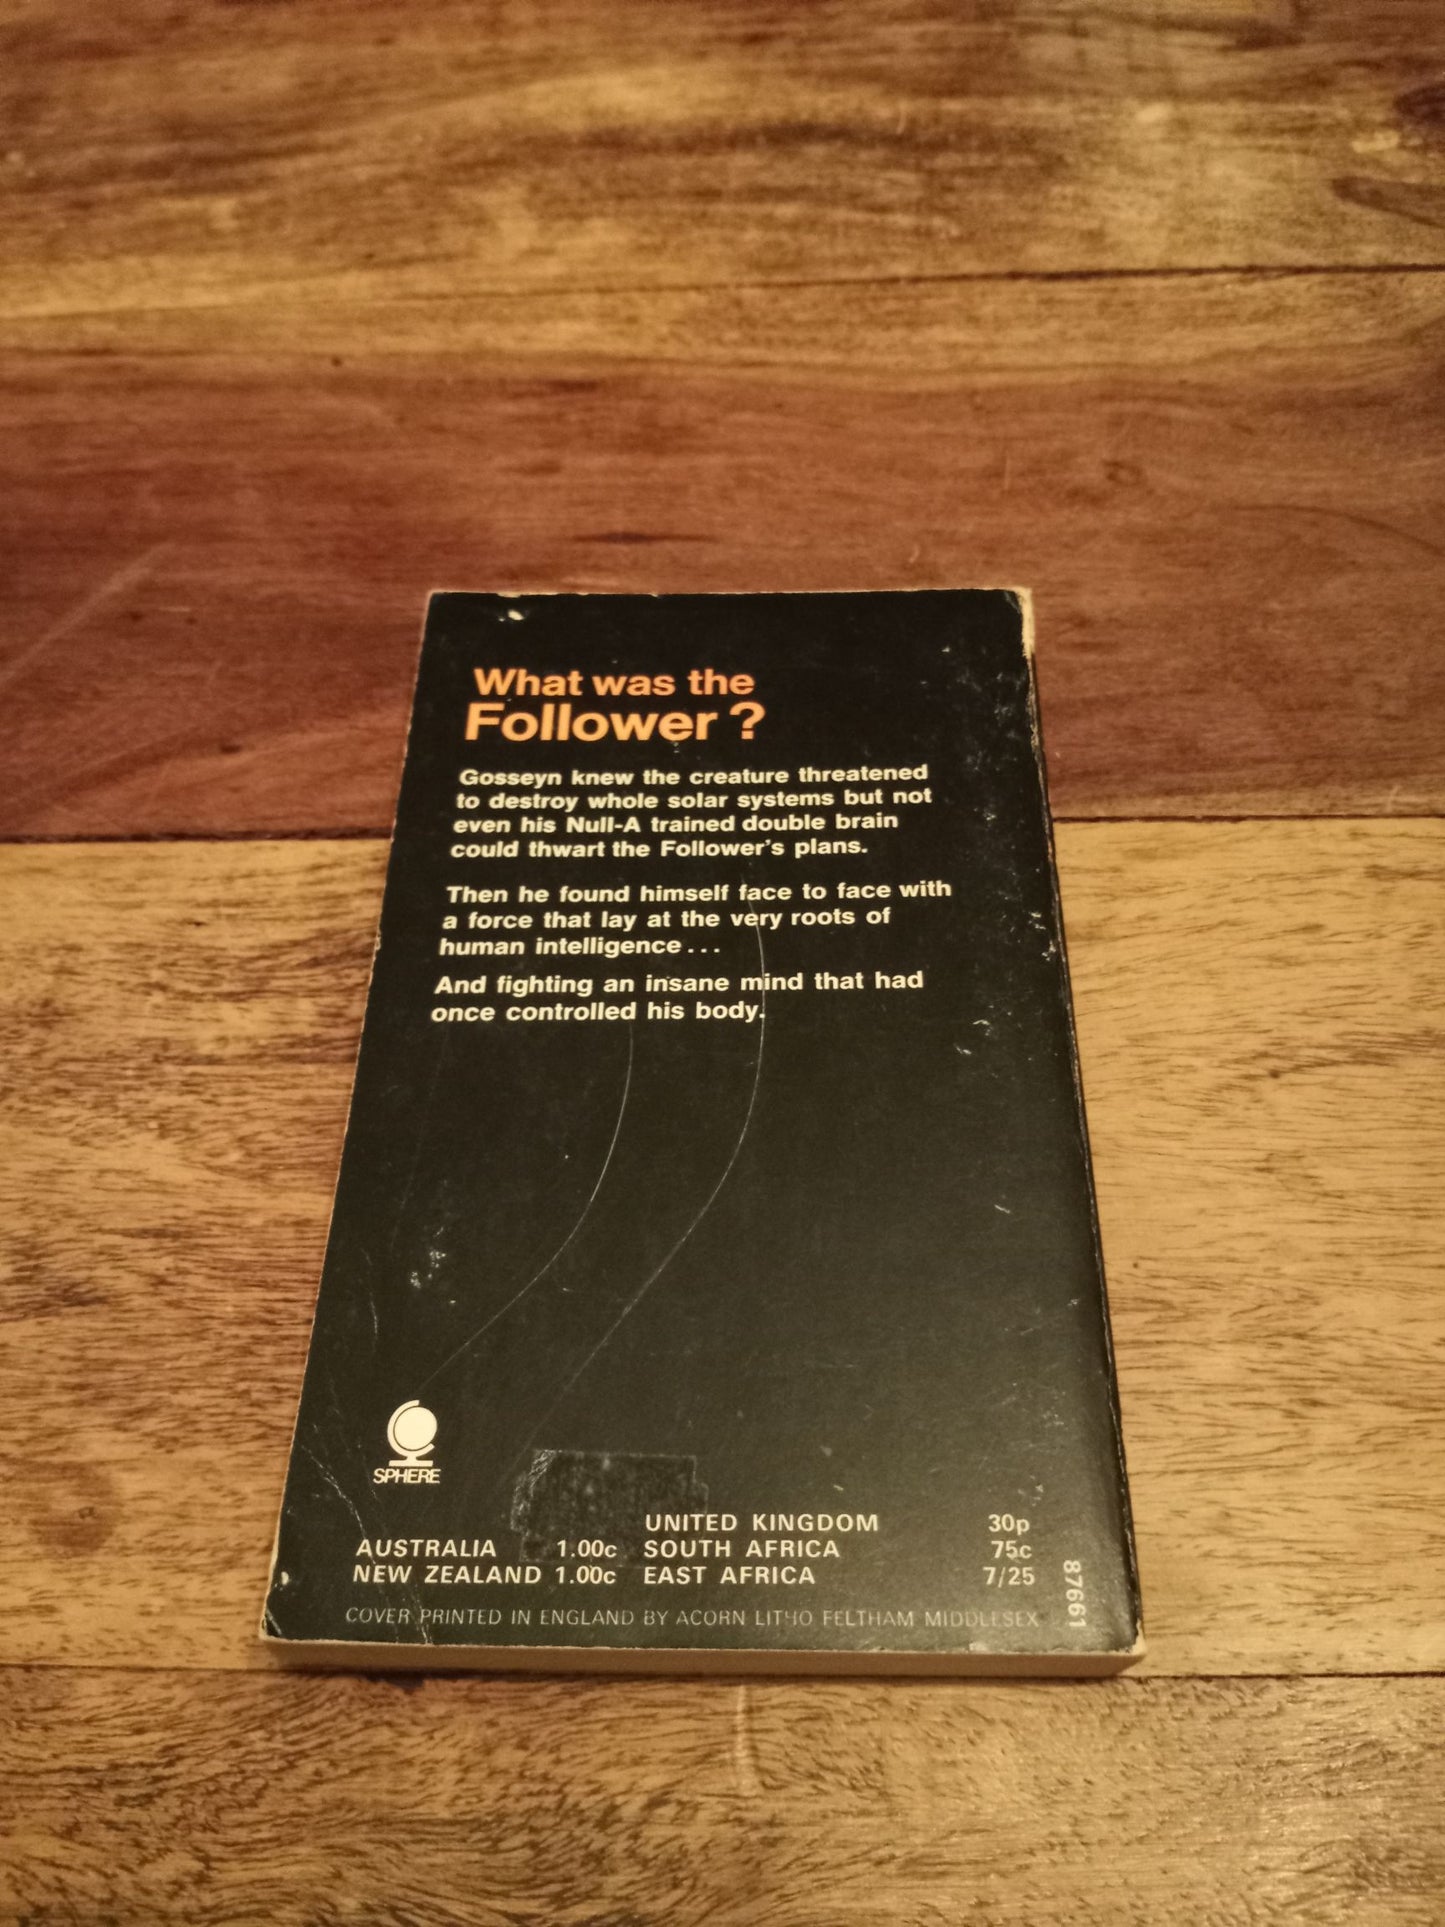 What was the
Follower ?
Gosseyn knew the creature threatened
to destroy whole solar systems but not
even his Null-A trained double brain
could thwart the Follower's plans.
Then he found himself face to face with
a force that lay at the very roots of
human intelligence...
And fighting an insane mind that had
once controlled his body.
SPHERE
UNITED KINGDOM 30p
AUSTRALIA 1.00c SOUTH AFRICA 75c
NEW ZEALAND 1.00c EAST AFRICA 7/25
COVER PRINTED IN ENGLAND BY ACORN LITHO FELTHAM MIDDLESEX
87661